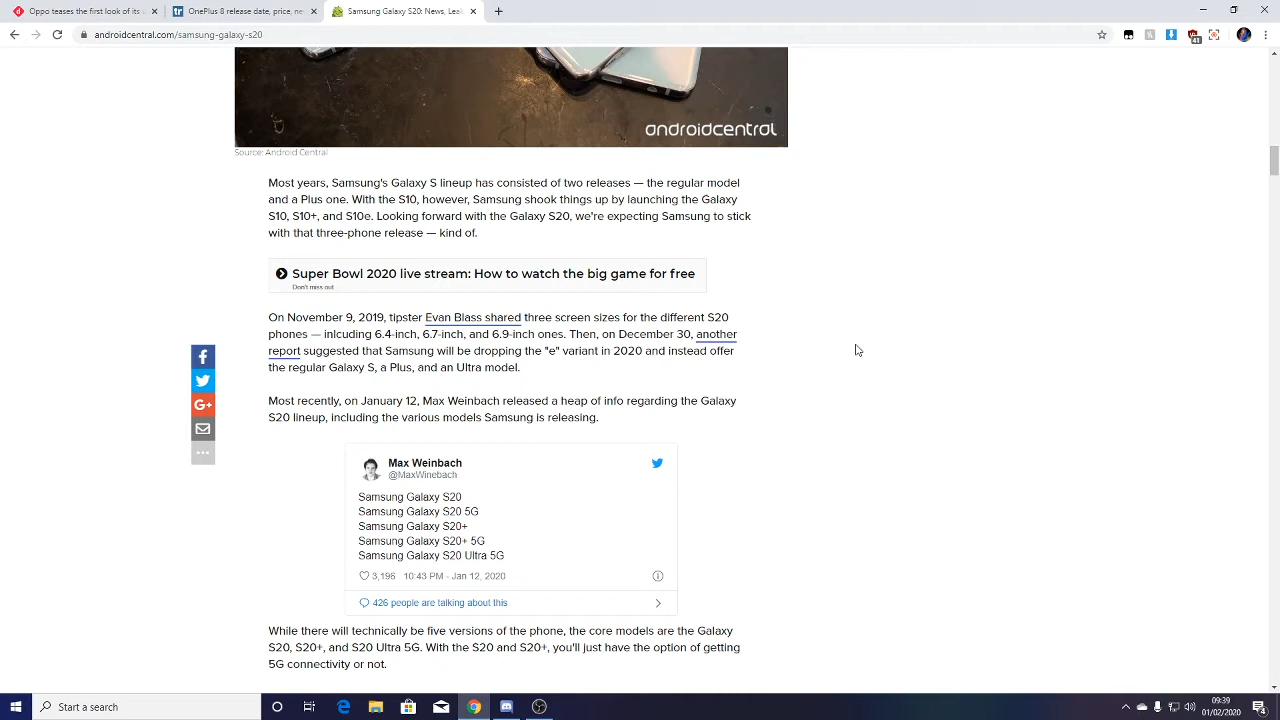 Oppo teases the first look of its u
OnePlus 8 release date, price, ne
Samsung Galaxy S20: News, Leak
androidcentral.com/samsung-galaxy-s20
41
androidcentral
Source: Android Central
Most years, Samsung's Galaxy S lineup has consisted of two releases — the regular model
and a Plus one. With the S10, however, Samsung shook things up by launching the Galaxy
S10, S10+, and S10e. Looking forward with the Galaxy S20, we're expecting Samsung to stick
with that three-phone release — kind of.
Super Bowl 2020 live stream: How to watch the big game for free
Don't miss out
On November 9, 2019, tipster Evan Blass shared three screen sizes for the different S20
phones — inlcuding 6.4-inch, 6.7-inch, and 6.9-inch ones. Then, on December 30, another
report suggested that Samsung will be dropping the "e" variant in 2020 and instead offer
the regular Galaxy S, a Plus, and an Ultra model.
Most recently, on January 12, Max Weinbach released a heap of info regarding the Galaxy
S20 lineup, including the various models Samsung is releasing.
Max Weinbach
@MaxWinebach
Samsung Galaxy S20
Samsung Galaxy S20 5G
Samsung Galaxy S20+
Samsung Galaxy S20+ 5G
Samsung Galaxy S20 Ultra 5G
3,196 10:43 PM - Jan 12, 2020
426 people are talking about this
While there will technically be five versions of the phone, the core models are the Galaxy
S20, S20+, and S20 Ultra 5G. With the S20 and S20+, you'll just have the option of getting
5G connectivity or not.
Start a search
09:39
01/02/2020